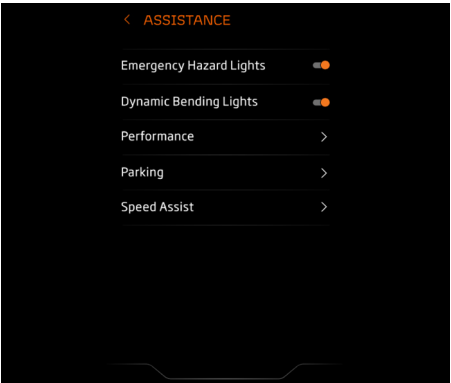 ASSISTANCE
Emergency Hazard Lights
Dynamic Bending Lights
Performance
Parking
Speed Assist